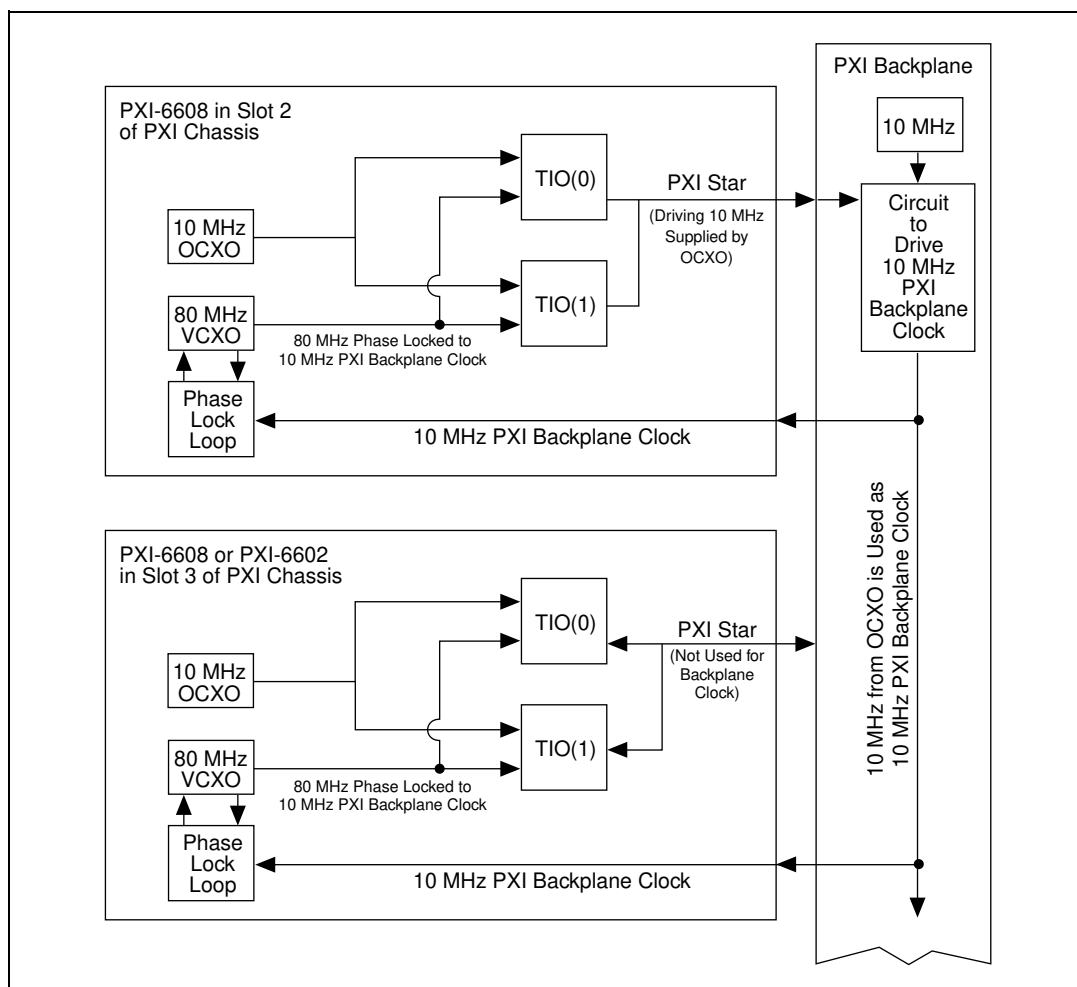 PXI Backplane
10 MHz
Circuit
to
Drive
10 MHz
PXI
Backplane
Clock
10 MHz from OCXO is Used as
10 MHz PXI Backplane Clock
PXI-6608 in Slot 2
of PXI Chassis
10 MHz
OCXO
80 MHz
VCXO
Phase
Lock
Loop
TIO(0)
TIO(1)
PXI Star
(Driving 10 MHz
Supplied by
OCXO)
80 MHz Phase Locked to
10 MHz PXI Backplane Clock
10 MHz PXI Backplane Clock
PXI-6608 or PXI-6602
in Slot 3 of PXI Chassis
10 MHz
OCXO
80 MHz
VCXO
Phase
Lock
Loop
TIO(0)
TIO(1)
PXI Star
(Not Used for
Backplane
Clock)
80 MHz Phase Locked to
10 MHz PXI Backplane Clock
10 MHz PXI Backplane Clock